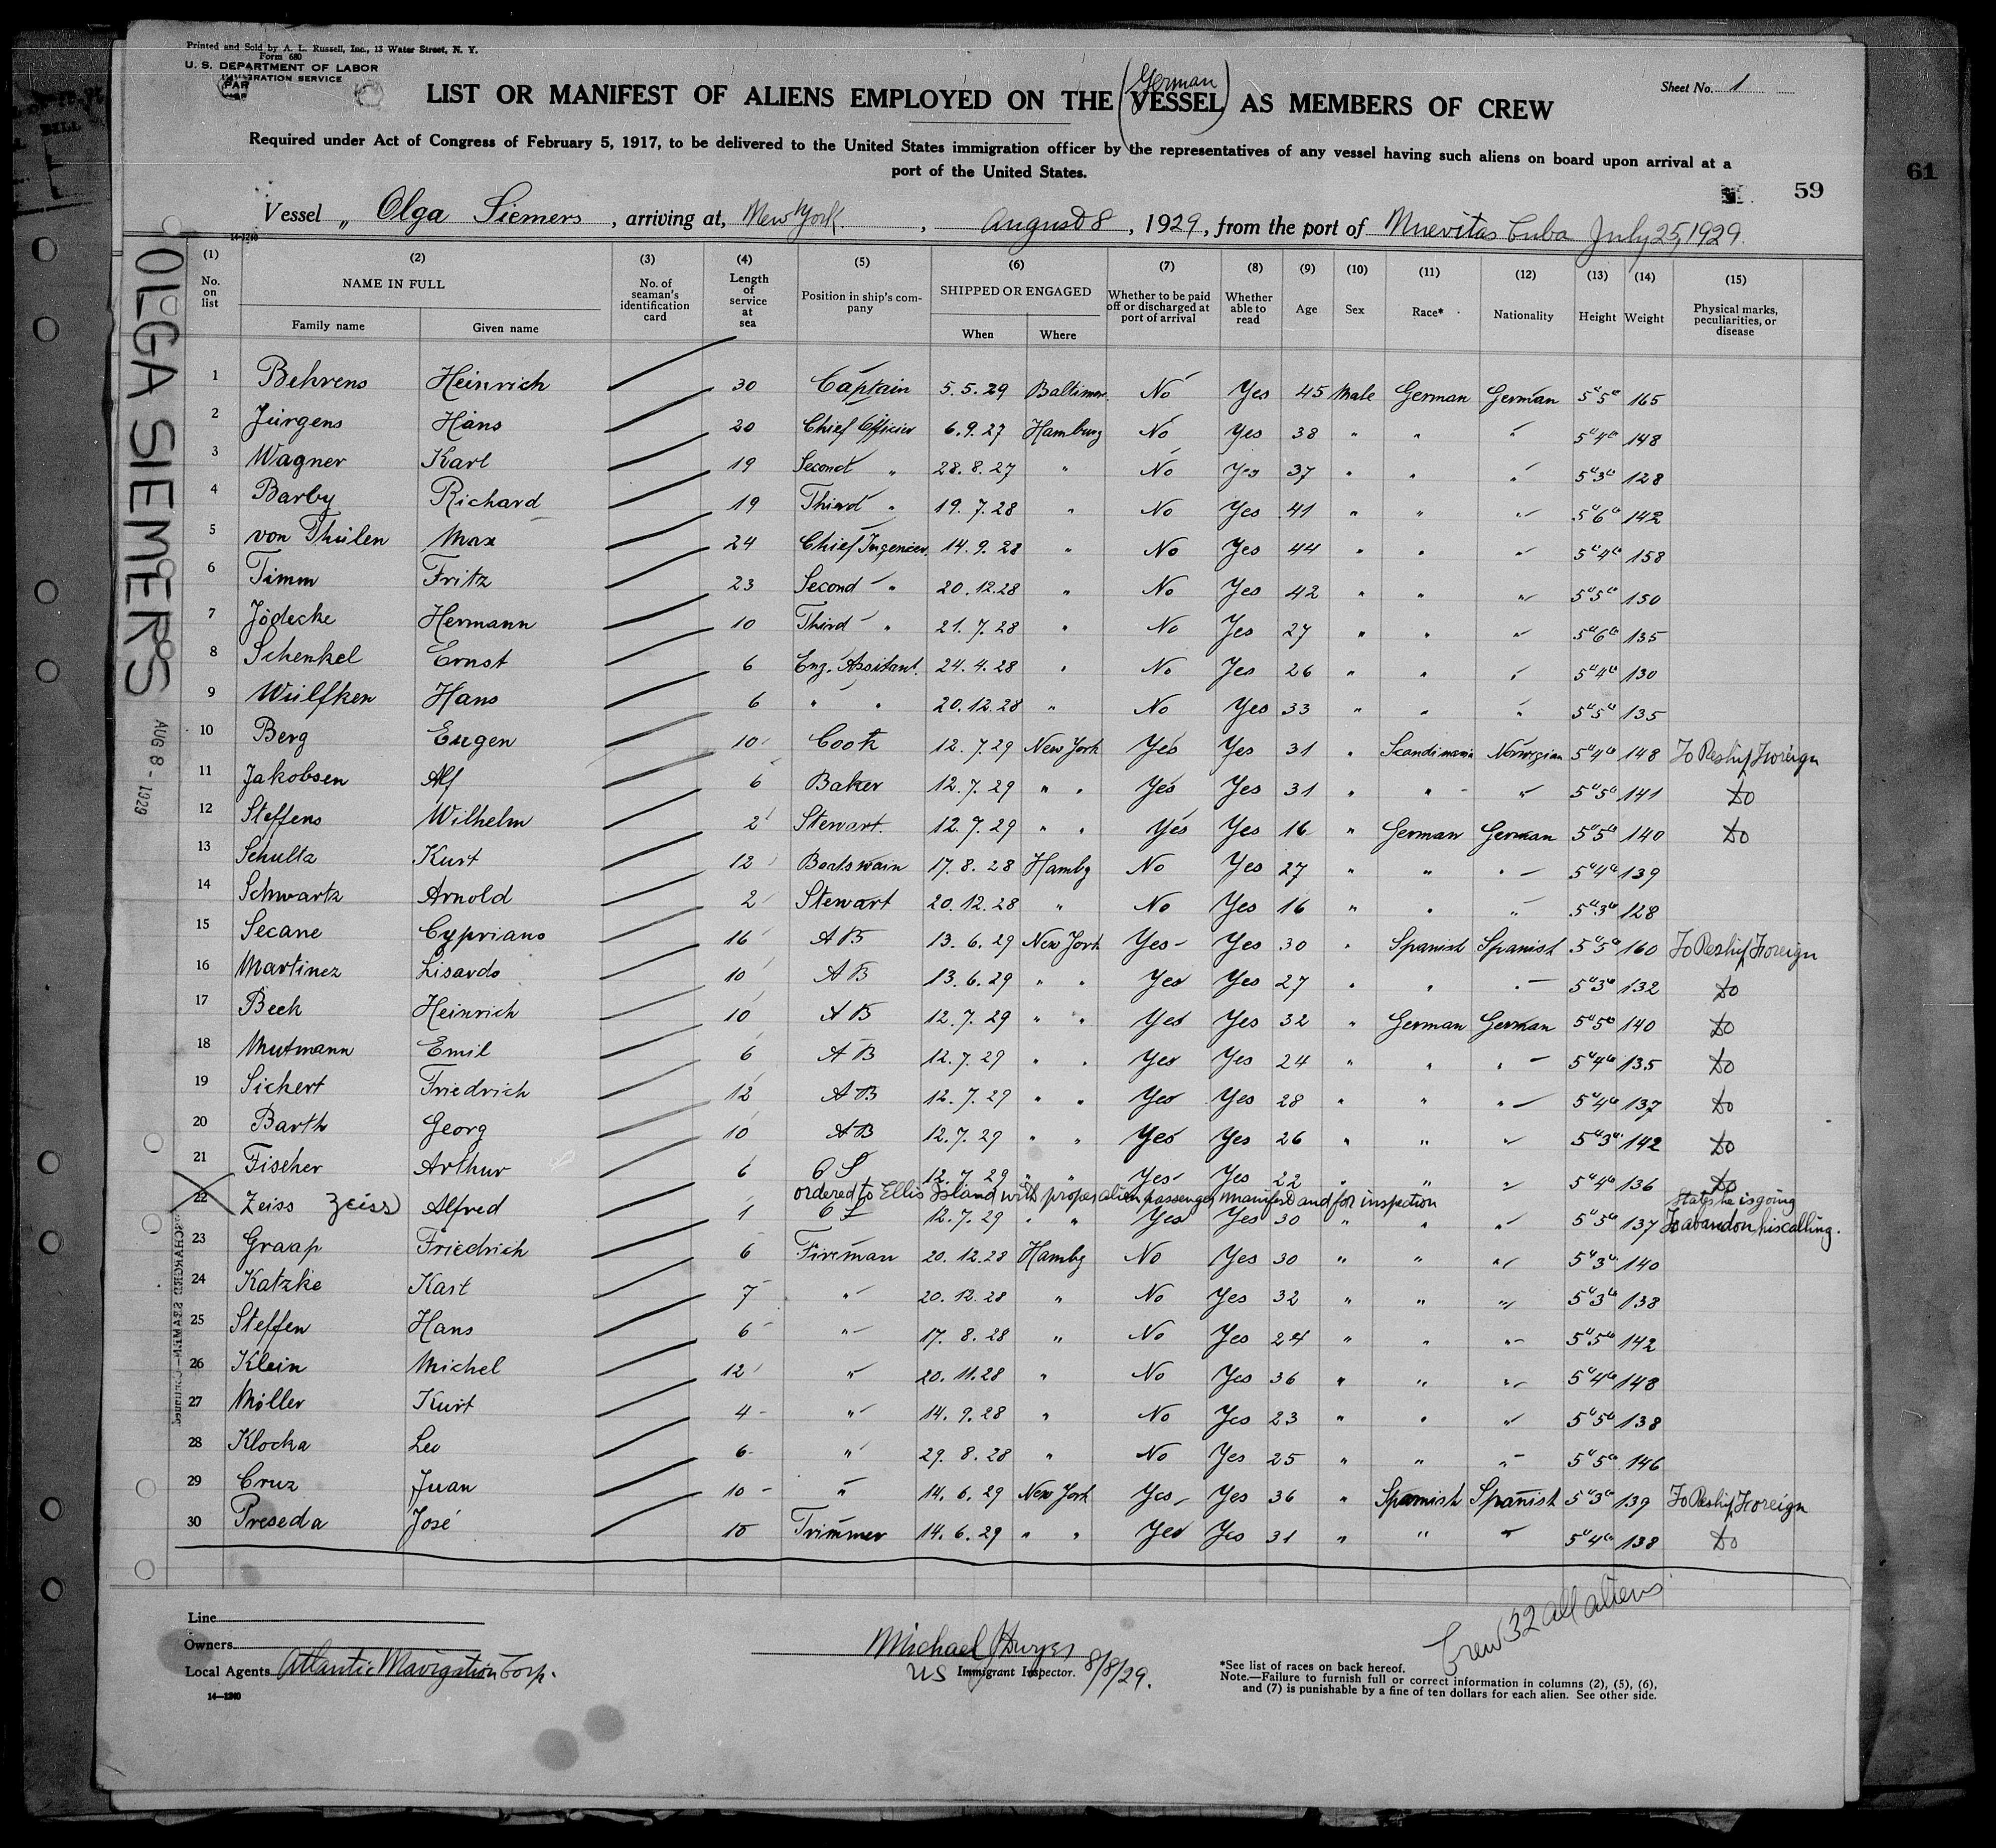 Printed and Sold by A. L. Russell, Inc., 13 Water Street, N. Y.
Form 680
U. S. DEPARTMENT OF LABOR
IMMIGRATION SERVICE
Sheet No. 1
German
LIST OR MANIFEST OF ALIENS EMPLOYED ON THE (VESSEL) AS MEMBERS OF CREW
Required under Act of Congress of February 5, 1917, to be delivered to the United States immigration officer by the representatives of any vessel having such aliens on board upon arrival at a
port of the United States.
59
61
Vessel „ Olga Siemers, arriving at, New York, August 8, 1929, from the port of Nuevitas Cuba July 25, 1929.
14-1240
OLGA SIEMERS
AUG 8 - 1929
(1) (2) (3) (4) (5) (6) (7) (8) (9) (10) (11) (12) (13) (14) (15)
No. on list NAME IN FULL No. of seaman's identification card Length of service at sea Position in ship's company SHIPPED OR ENGAGED Whether to be paid off or discharged at port of arrival Whether able to read Age Sex Race* Nationality Height Weight Physical marks, peculiarities, or disease
Family name Given name When Where
1 Behrens Heinrich 30 Captain 5.5.29 Baltimore No Yes 45 Male German German 5"5" 165
2 Jürgens Hans 20 Chief Officier 6.9.27 Hamburg No Yes 38 " " " 5"4" 148
3 Wagner Karl 19 Second " 28.8.27 " No Yes 37 " " " 5"3" 128
4 Barby Richard 19 Third " 19.7.28 " No Yes 41 " " " 5"6" 142
5 von Thülen Max 24 Chief Ingenieer 14.9.28 " No Yes 44 " " " 5"4" 158
6 Timm Fritz 23 Second " 20.12.28 " No Yes 42 " " " 5"5" 150
7 Jödecke Hermann 10 Third " 21.7.28 " No Yes 27 " " " 5"6" 135
8 Schenkel Ernst 6 Eng. Assitant. 24.4.28 " No Yes 26 " " " 5"4" 130
9 Wülfken Hans 6 " " 20.12.28 " No Yes 33 " " " 5"5" 135
10 Berg Eugen 10 Cook 12.7.29 New York Yes Yes 31 " Scandinavia Norwegian 5"4" 148 To Reship Foreign
11 Jakobsen Alf 6 Baker 12.7.29 " " Yes Yes 31 " " " 5"5" 141 Do
12 Steffens Wilhelm 2 Stewart. 12.7.29 " " Yes Yes 16 " German German 5"5" 140 Do
13 Schultz Kurt 12 Boatswain 17.8.28 Hambg No Yes 27 " " " 5"4" 139
14 Schwartz Arnold 2 Stewart 20.12.28 " No Yes 16 " " " 5"3" 128
15 Secane Cypriano 16 AB 13.6.29 New York Yes Yes 30 " Spanish Spanish 5"5" 160 To Reship Foreign
16 Martinez Lisardo 10 AB 13.6.29 " " Yes Yes 27 " " " 5"3" 132 Do
17 Beck Heinrich 10 AB 12.7.29 " " Yes Yes 32 " German German 5"5" 140 Do
18 Mutmann Emil 6 AB 12.7.29 " " Yes Yes 24 " " " 5"4" 135 Do
19 Sichert Friedrich 12 AB 12.7.29 " " Yes Yes 28 " " " 5"4" 137 Do
20 Barth Georg 10 AB 12.7.29 " " Yes Yes 26 " " " 5"3" 142 Do
21 Fischer Arthur 6 OS 12.7.29 " " Yes Yes 22 " " " 5"4" 136 Do
ordered to Ellis Island with proper alien passenger manifest and for inspection States he is going
22 Zeiss Zeiss Alfred 1 OS 12.7.29 " " Yes Yes 30 " " " 5"5" 137 To abandon his calling.
23 Graap Friedrich 6 Fireman 20.12.28 Hambg No Yes 30 " " " 5"3" 140
24 Katzke Karl 7 " 20.12.28 " No Yes 32 " " " 5"3" 138
25 Steffen Hans 6 " 17.8.28 " No Yes 24 " " " 5"5" 142
26 Klein Michel 12 " 20.11.28 " No Yes 36 " " " 5"4" 148
27 Möller Kurt 4 " 14.9.28 " No Yes 23 " " " 5"5" 138
28 Klocka Leo 6 " 29.8.28 " No Yes 25 " " " 5"5" 146
29 Cruz Juan 10 " 14.6.29 New York Yes Yes 36 " Spanish Spanish 5"3" 139 To Reship Foreign
30 Preseda José 10 Trimmer 14.6.29 " " Yes Yes 31 " " " 5"4" 138 Do
Crew 32 all aliens
Line
Owners
Local Agents Atlantic Navigation Corp.
14-1240
Michael Dwyer
US Immigrant Inspector. 8/8/29.
*See list of races on back hereof.
Note.—Failure to furnish full or correct information in columns (2), (5), (6),
and (7) is punishable by a fine of ten dollars for each alien. See other side.